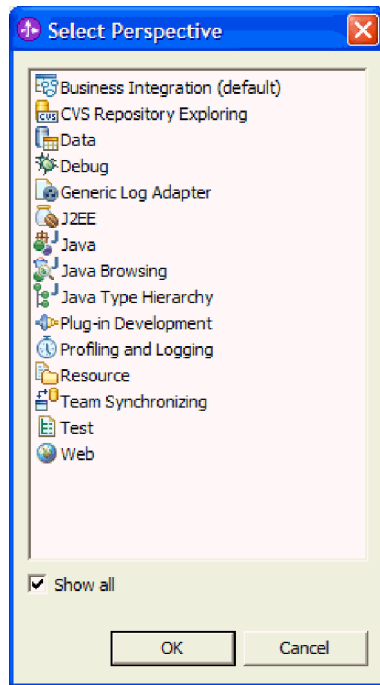 Select Perspective
Business Integration (default)
CVS
CVS Repository Exploring
Data
Debug
Generic Log Adapter
J2EE
Java
Java Browsing
Java Type Hierarchy
Plug-in Development
Profiling and Logging
Resource
Team Synchronizing
Test
Web
Show all
OK
Cancel